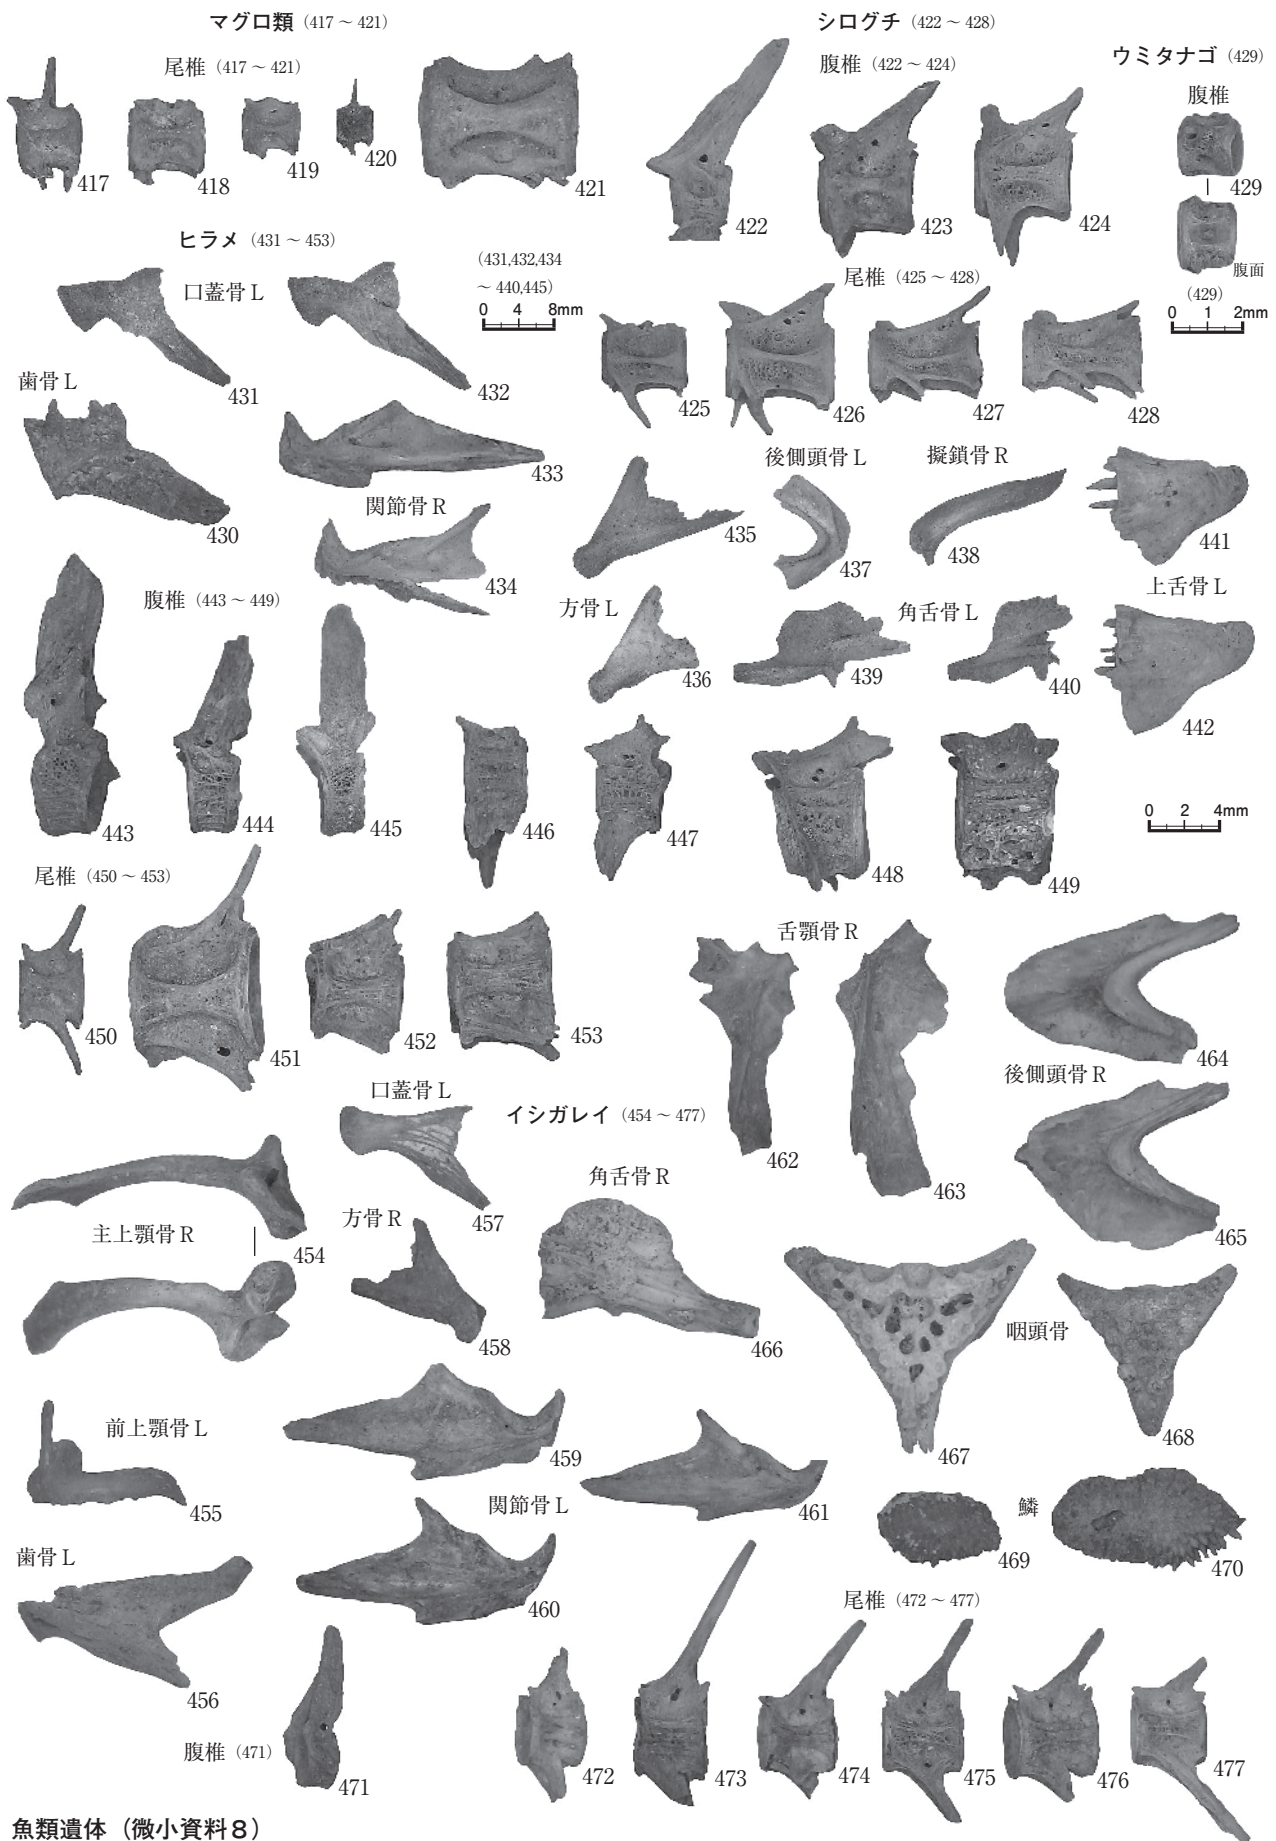 マグロ類 (417 ～ 421)
尾椎 (417 ～ 421)
417
418
419
420
421
シログチ (422 ～ 428)
腹椎 (422 ～ 424)
422
423
424
尾椎 (425 ～ 428)
425
426
427
428
ウミタナゴ (429)
腹椎
429
腹面
(429)
0 1 2mm
ヒラメ (431 ～ 453)
(431,432,434
～ 440,445)
0 4 8mm
口蓋骨 L
431
432
歯骨 L
430
433
関節骨 R
434
435
方骨 L
436
後側頭骨 L
437
擬鎖骨 R
438
角舌骨 L
439
440
441
上舌骨 L
442
腹椎 (443 ～ 449)
443
444
445
446
447
448
449
0 2 4mm
尾椎 (450 ～ 453)
450
451
452
453
イシガレイ (454 ～ 477)
主上顎骨 R
454
前上顎骨 L
455
歯骨 L
456
口蓋骨 L
457
方骨 R
458
459
関節骨 L
460
461
舌顎骨 R
462
463
464
後側頭骨 R
465
角舌骨 R
466
咽頭骨
467
468
鱗
469
470
腹椎 (471)
471
尾椎 (472 ～ 477)
472
473
474
475
476
477
魚類遺体（微小資料８）